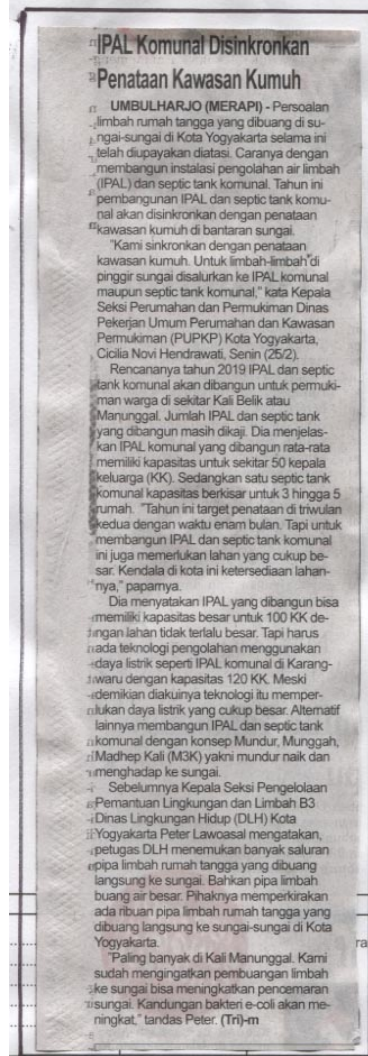 IPAL Komunal Disinkronkan
Penataan Kawasan Kumuh
UMBULHARJO (MERAPI) - Persoalan
limbah rumah tangga yang dibuang di su-
ngai-sungai di Kota Yogyakarta selama ini
telah diupayakan diatasi. Caranya dengan
membangun instalasi pengolahan air limbah
(IPAL) dan septic tank komunal. Tahun ini
pembangunan IPAL dan septic tank komu-
nal akan disinkronkan dengan penataan
kawasan kumuh di bantaran sungai.
"Kami sinkronkan dengan penataan
kawasan kumuh. Untuk limbah-limbah di
pinggir sungai disalurkan ke IPAL komunal
maupun septic tank komunal," kata Kepala
Seksi Perumahan dan Permukiman Dinas
Pekerjan Umum Perumahan dan Kawasan
Permukiman (PUPKP) Kota Yogyakarta,
Cicilia Novi Hendrawati, Senin (25/2).
Rencananya tahun 2019 IPAL dan septic
tank komunal akan dibangun untuk permuki-
man warga di sekitar Kali Belik atau
Manunggal. Jumlah IPAL dan septic tank
yang dibangun masih dikaji. Dia menjelas-
kan IPAL komunal yang dibangun rata-rata
memiliki kapasitas untuk sekitar 50 kepala
keluarga (KK). Sedangkan satu septic tank
komunal kapasitas berkisar untuk 3 hingga 5
rumah. "Tahun ini target penataan di triwulan
kedua dengan waktu enam bulan. Tapi untuk
membangun IPAL dan septic tank komunal
ini juga memerlukan lahan yang cukup be-
sar. Kendala di kota ini ketersediaan lahan-
nya," paparnya.
Dia menyatakan IPAL yang dibangun bisa
memiliki kapasitas besar untuk 100 KK de-
ngan lahan tidak terlalu besar. Tapi harus
ada teknologi pengolahan menggunakan
daya listrik seperti IPAL komunal di Karang-
waru dengan kapasitas 120 KK. Meski
demikian diakuinya teknologi itu memper-
lukan daya listrik yang cukup besar. Alternatif
lainnya membangun IPAL dan septic tank
komunal dengan konsep Mundur, Munggah,
Madhep Kali (M3K) yakni mundur naik dan
menghadap ke sungai.
Sebelumnya Kepala Seksi Pengelolaan
Pemantuan Lingkungan dan Limbah B3
Dinas Lingkungan Hidup (DLH) Kota
Yogyakarta Peter Lawoasal mengatakan,
petugas DLH menemukan banyak saluran
pipa limbah rumah tangga yang dibuang
langsung ke sungai. Bahkan pipa limbah
buang air besar. Pihaknya memperkirakan
ada ribuan pipa limbah rumah tangga yang
dibuang langsung ke sungai-sungai di Kota
Yogyakarta.
"Paling banyak di Kali Manunggal. Kami
sudah mengingatkan pembuangan limbah
ke sungai bisa meningkatkan pencemaran
sungai. Kandungan bakteri e-coli akan me-
ningkat," tandas Peter. (Tri)-m